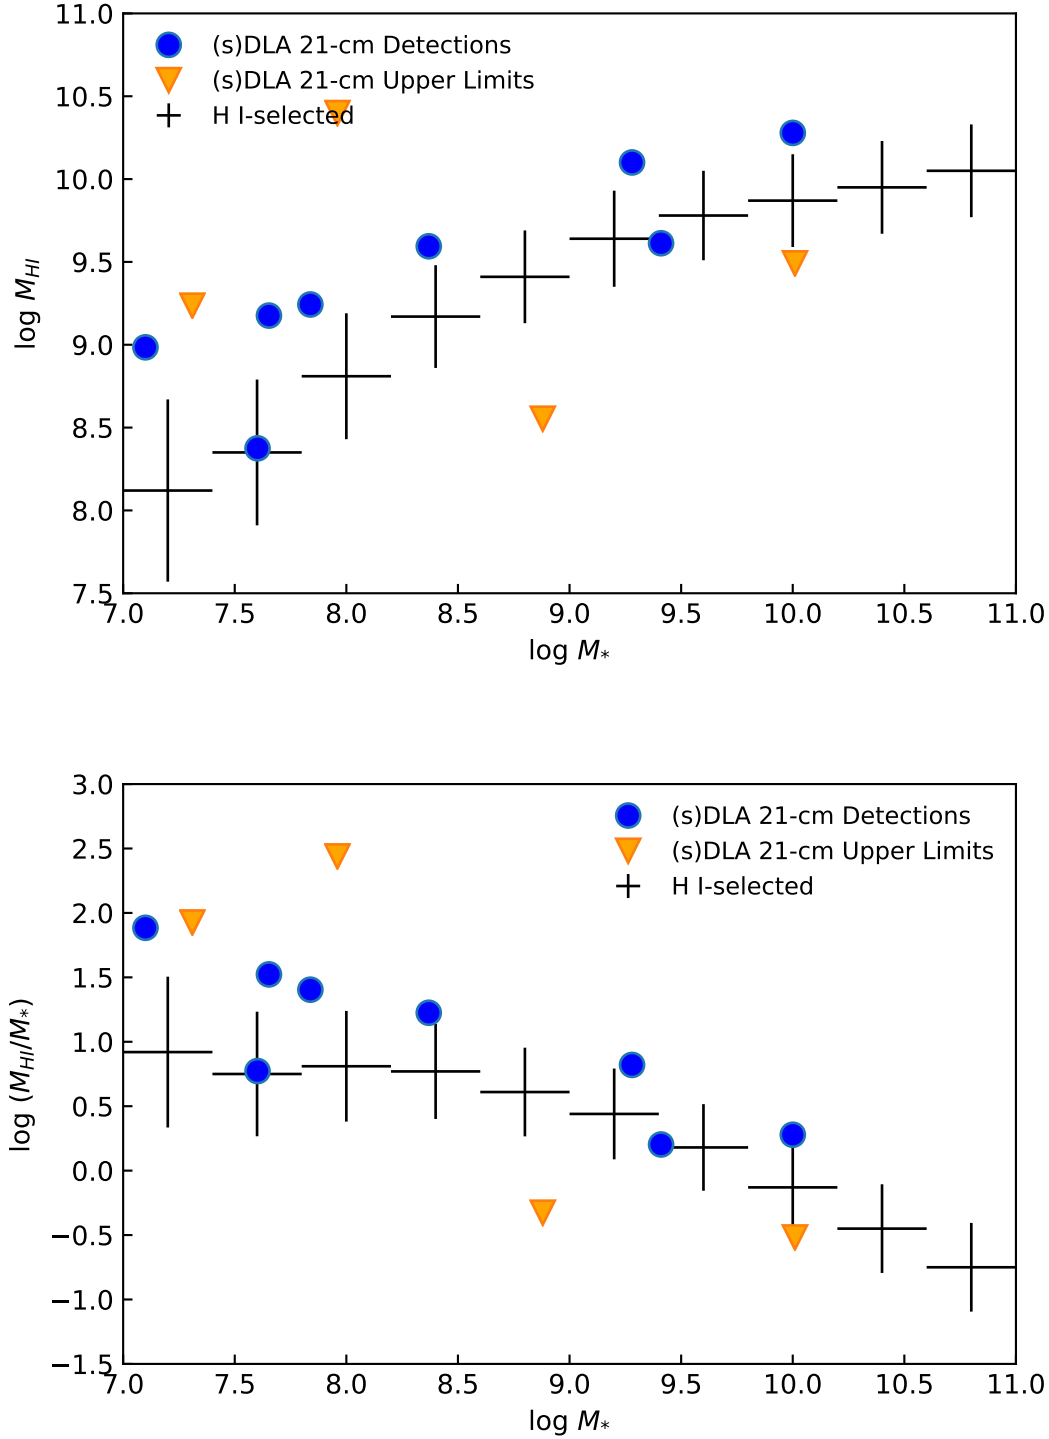 11.0
10.5
10.0
9.5
9.0
8.5
8.0
7.5
log M_HI
(s)DLA 21-cm Detections
(s)DLA 21-cm Upper Limits
H I-selected
7.0 7.5 8.0 8.5 9.0 9.5 10.0 10.5 11.0
log M_*
3.0
2.5
2.0
1.5
1.0
0.5
0.0
−0.5
−1.0
−1.5
log (M_HI/M_*)
(s)DLA 21-cm Detections
(s)DLA 21-cm Upper Limits
H I-selected
7.0 7.5 8.0 8.5 9.0 9.5 10.0 10.5 11.0
log M_*